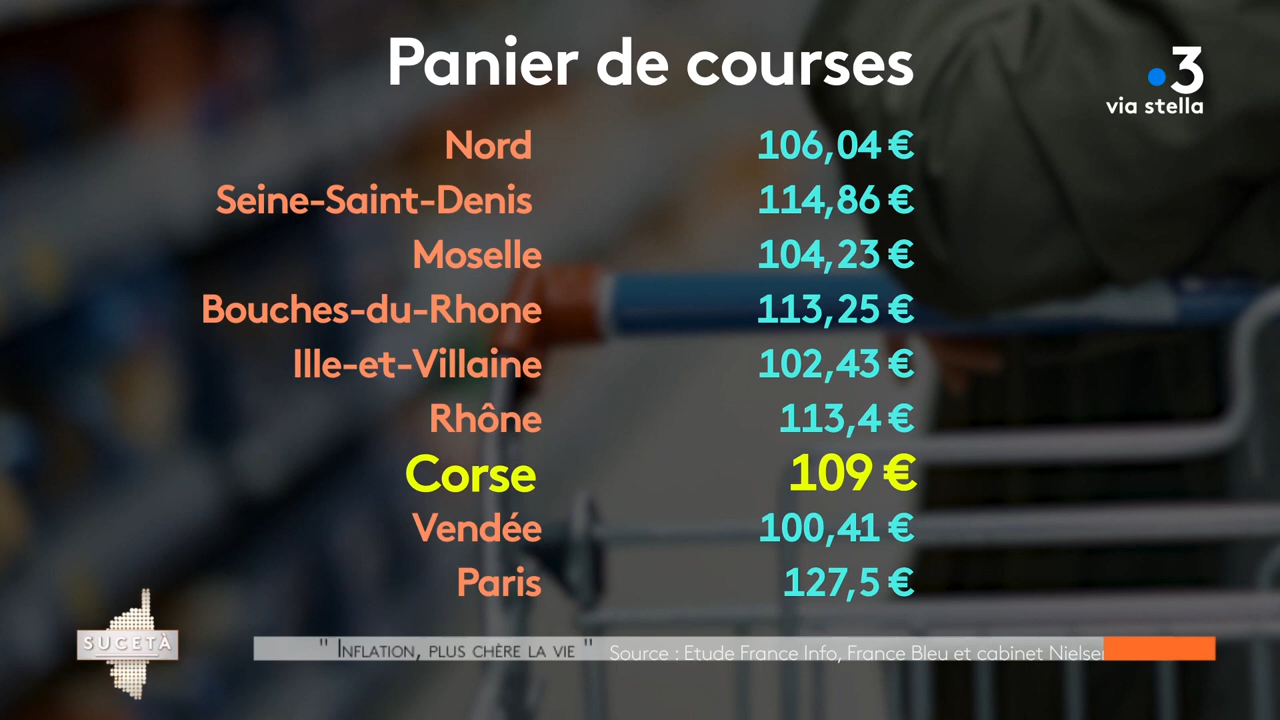 Panier de courses
3
via stella
Nord 106,04 €
Seine-Saint-Denis 114,86 €
Moselle 104,23 €
Bouches-du-Rhone 113,25 €
Ille-et-Villaine 102,43 €
Rhône 113,4 €
Corse 109 €
Vendée 100,41 €
Paris 127,5 €
SUCETÀ
" Inflation, plus chère la vie " Source : Etude France Info, France Bleu et cabinet Nielsen